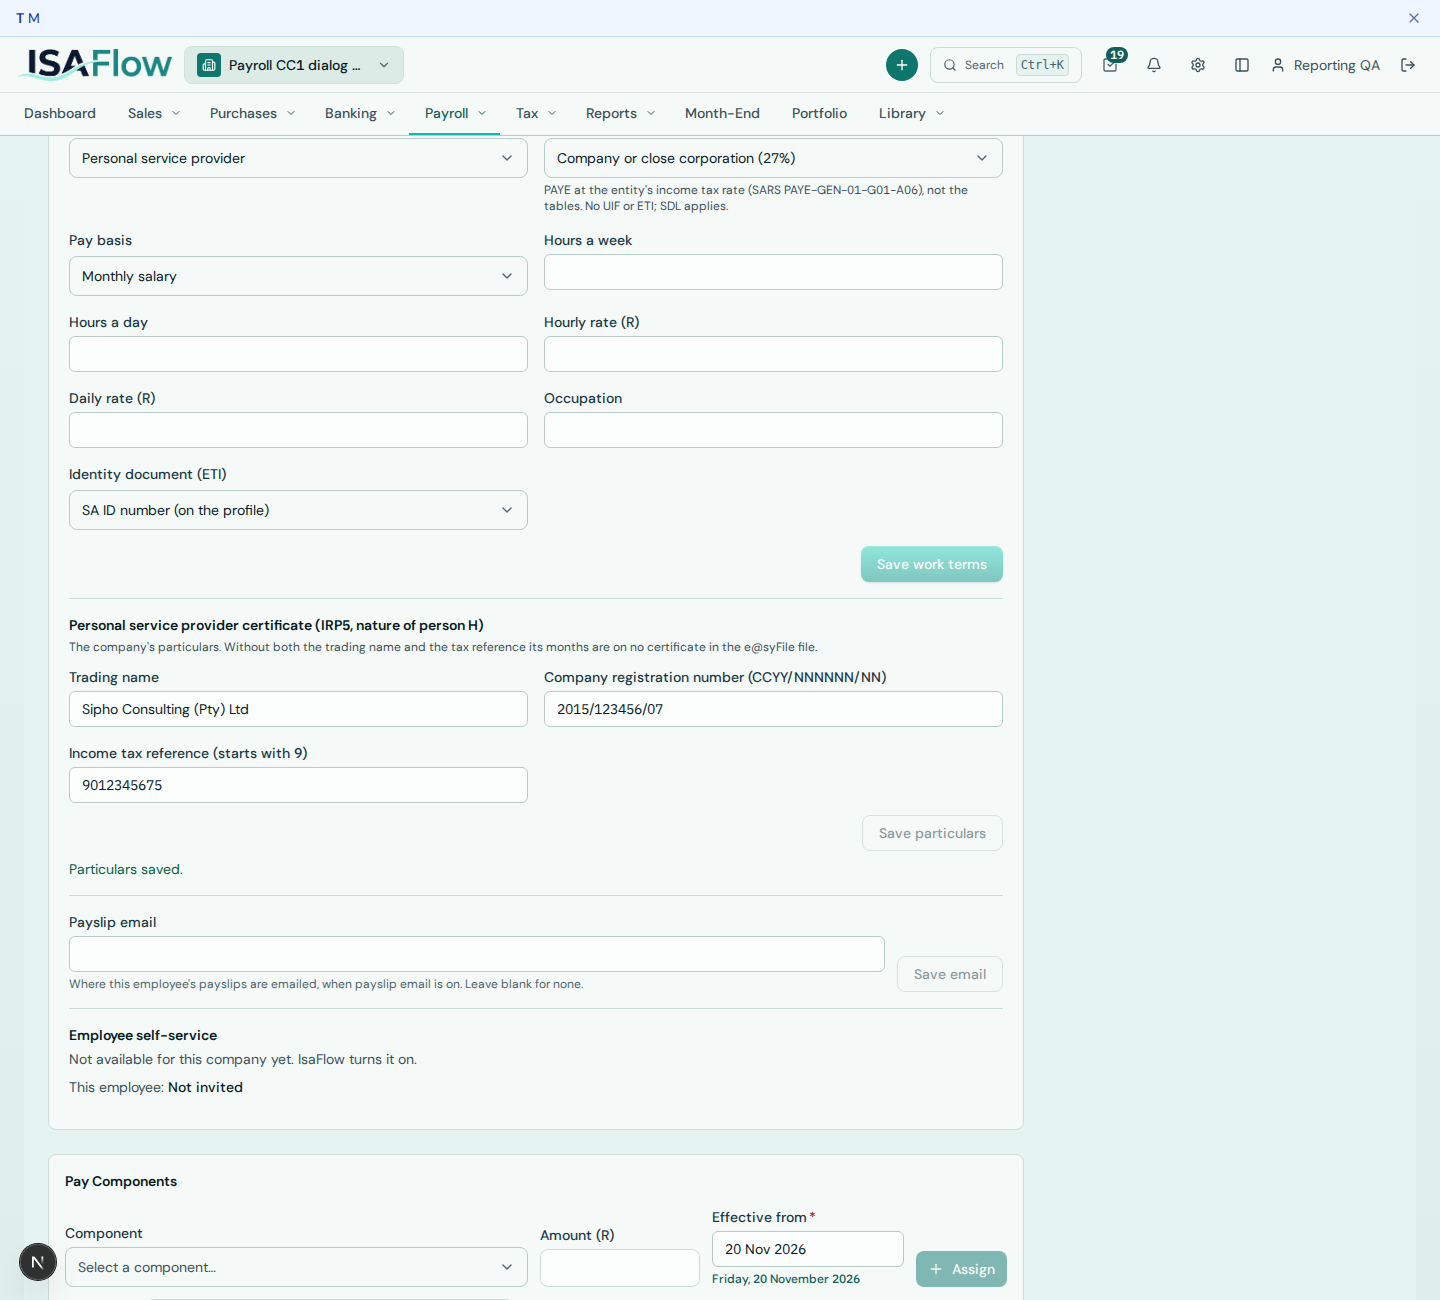 T M
ISAFlow
Payroll CC1 dialog ...
Search Ctrl+K
19
Reporting QA
Dashboard Sales Purchases Banking Payroll Tax Reports Month-End Portfolio Library
Personal service provider
Company or close corporation (27%)
PAYE at the entity's income tax rate (SARS PAYE-GEN-01-G01-A06), not the
tables. No UIF or ETI; SDL applies.
Pay basis
Hours a week
Monthly salary
Hours a day
Hourly rate (R)
Daily rate (R)
Occupation
Identity document (ETI)
SA ID number (on the profile)
Save work terms
Personal service provider certificate (IRP5, nature of person H)
The company's particulars. Without both the trading name and the tax reference its months are on no certificate in the e@syFile file.
Trading name
Company registration number (CCYY/NNNNNN/NN)
Sipho Consulting (Pty) Ltd
2015/123456/07
Income tax reference (starts with 9)
9012345675
Save particulars
Particulars saved.
Payslip email
Save email
Where this employee's payslips are emailed, when payslip email is on. Leave blank for none.
Employee self-service
Not available for this company yet. IsaFlow turns it on.
This employee: Not invited
Pay Components
Component
Amount (R)
Effective from *
Select a component...
20 Nov 2026
Friday, 20 November 2026
Assign
N